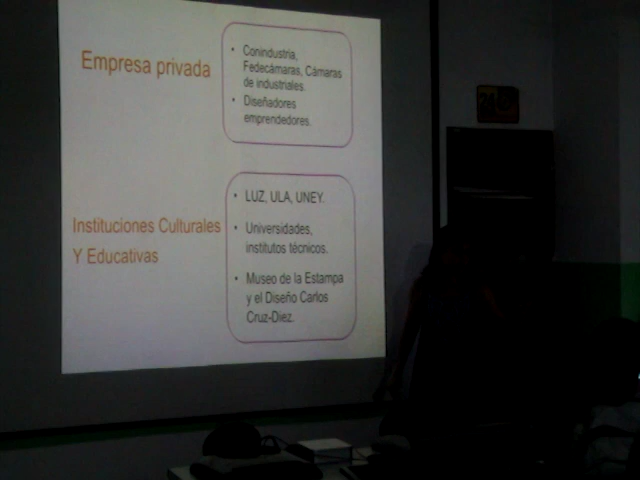 Empresa privada
• Conindustria,
Fedecámaras, Cámaras
de industriales.
• Diseñadores
emprendedores.
Instituciones Culturales
Y Educativas
• LUZ, ULA, UNEY.
• Universidades,
institutos técnicos.
• Museo de la Estampa
y el Diseño Carlos
Cruz-Diez.